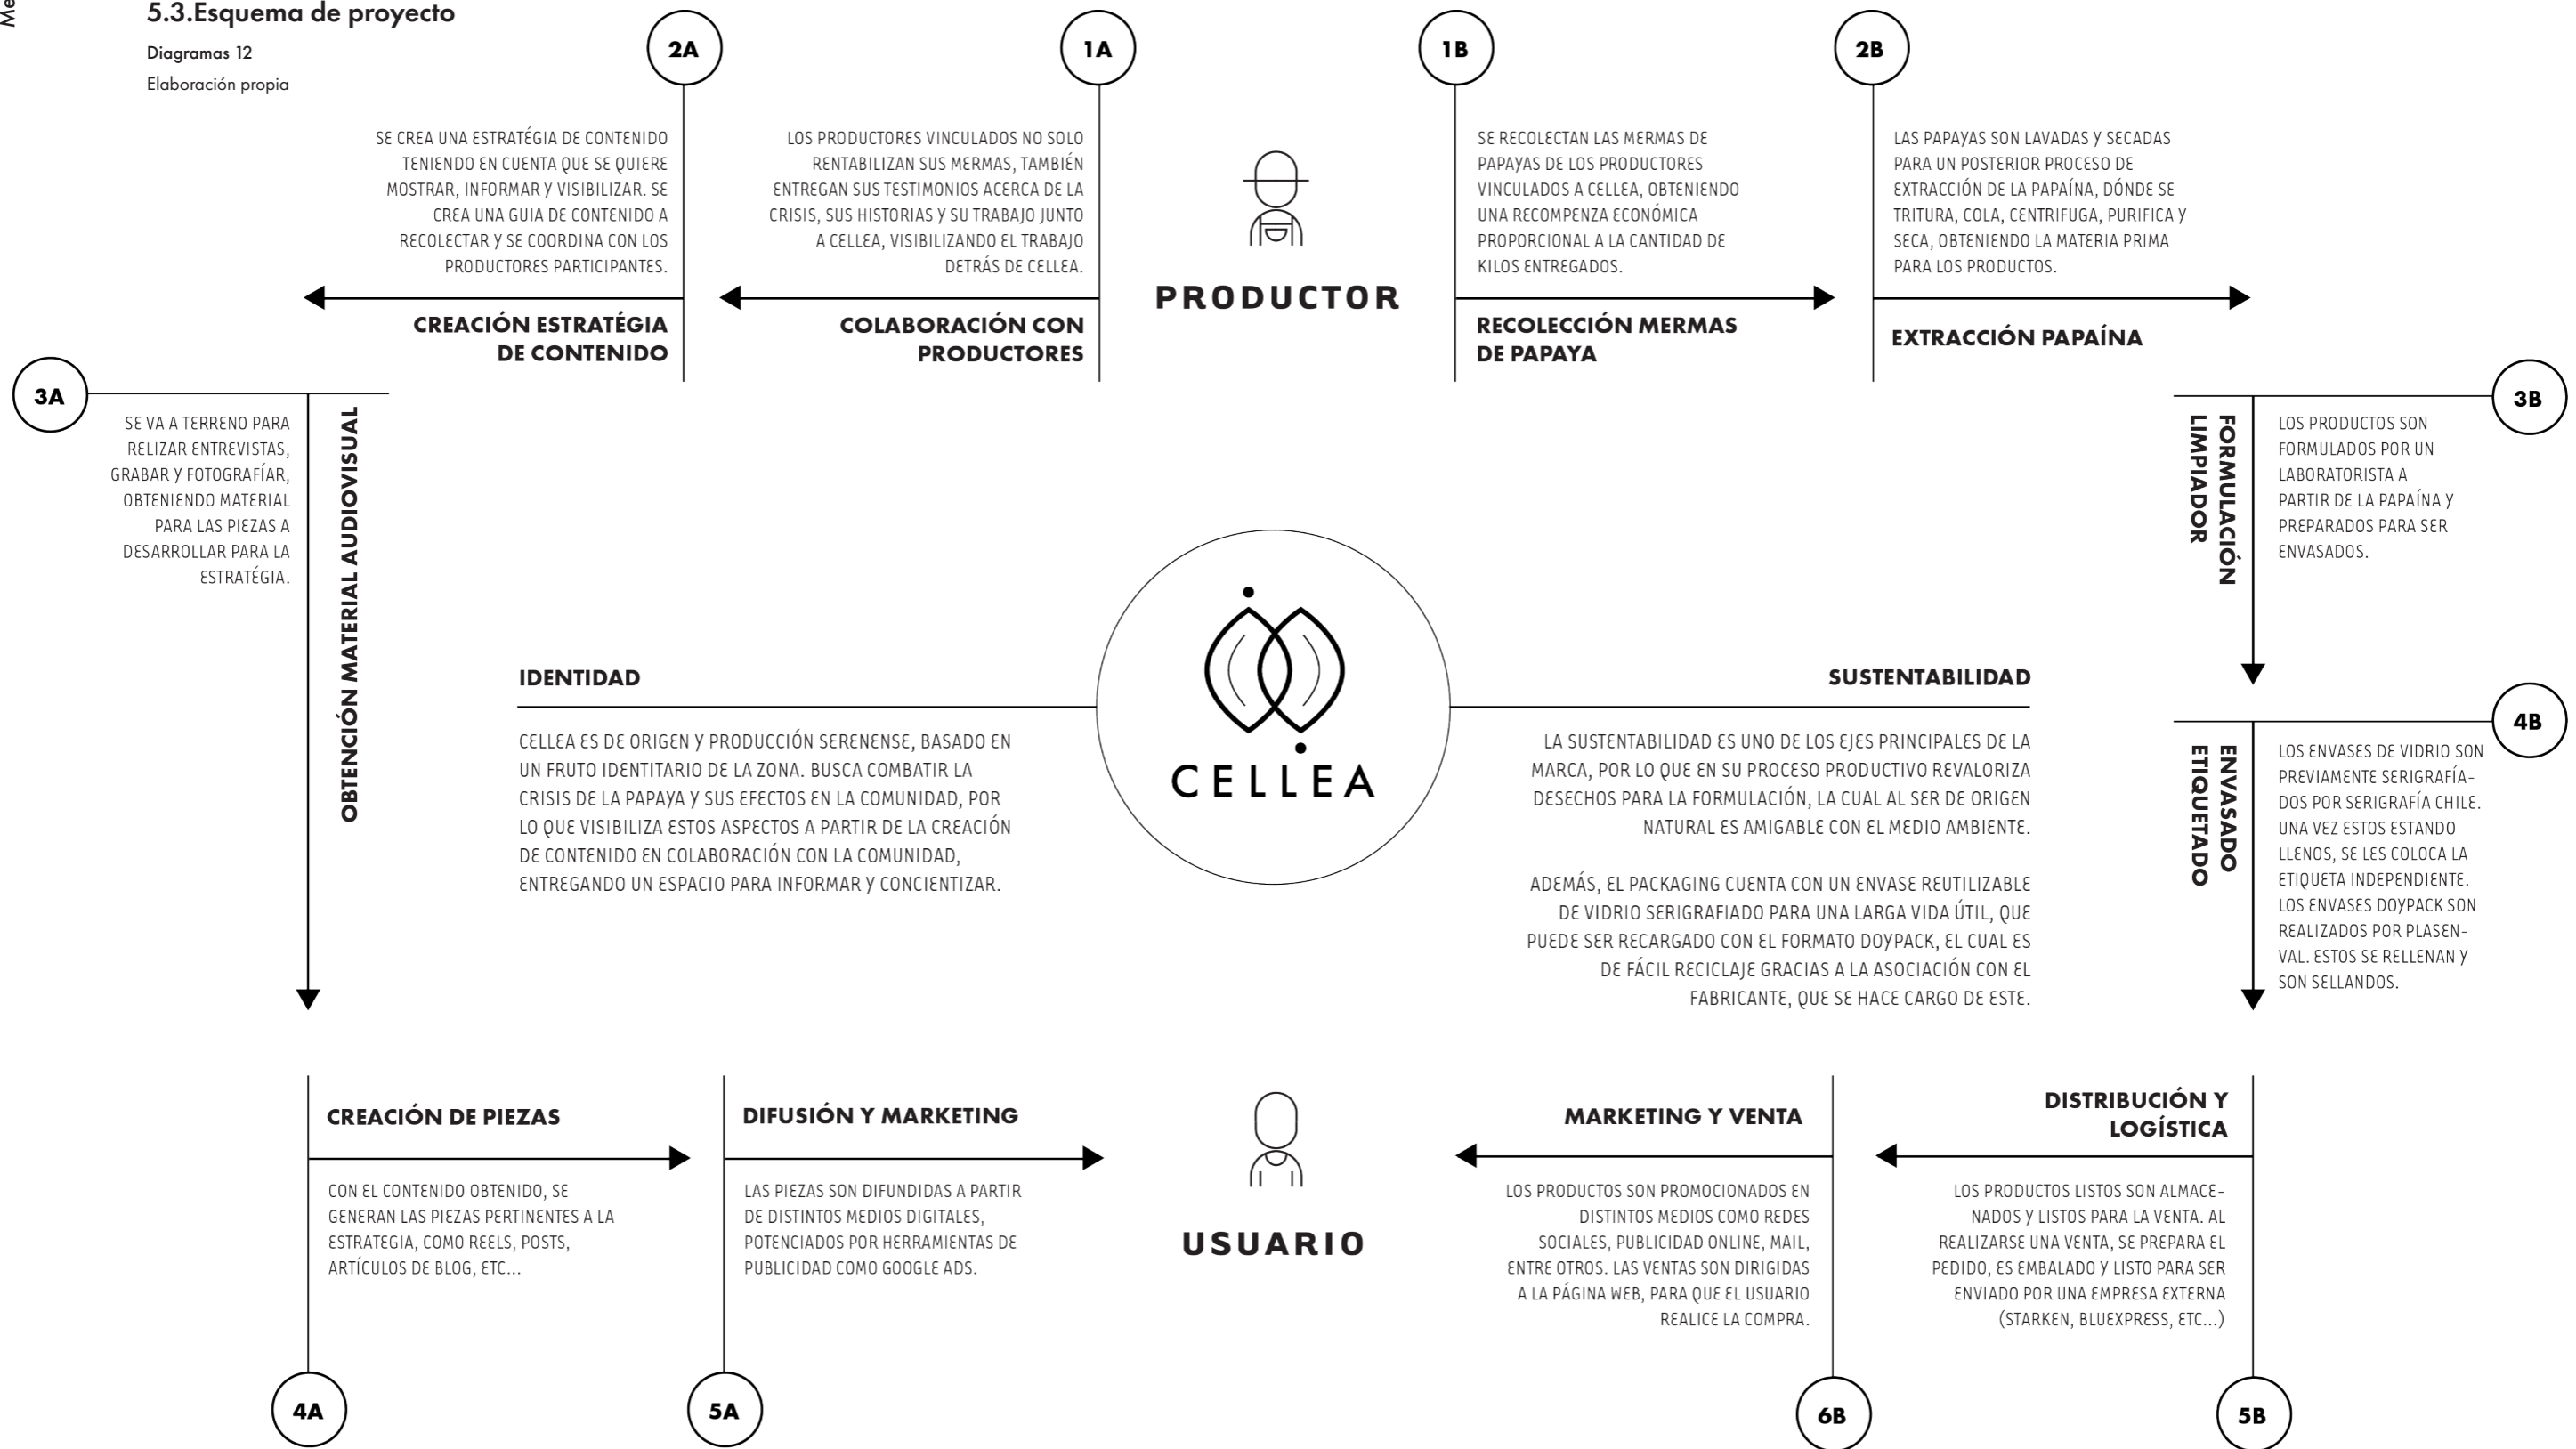 Me
5.3.Esquema de proyecto
Diagramas 12
Elaboración propia
2A
SE CREA UNA ESTRATÉGIA DE CONTENIDO
TENIENDO EN CUENTA QUE SE QUIERE
MOSTRAR, INFORMAR Y VISIBILIZAR. SE
CREA UNA GUIA DE CONTENIDO A
RECOLECTAR Y SE COORDINA CON LOS
PRODUCTORES PARTICIPANTES.
CREACIÓN ESTRATÉGIA
DE CONTENIDO
1A
LOS PRODUCTORES VINCULADOS NO SOLO
RENTABILIZAN SUS MERMAS, TAMBIÉN
ENTREGAN SUS TESTIMONIOS ACERCA DE LA
CRISIS, SUS HISTORIAS Y SU TRABAJO JUNTO
A CELLEA, VISIBILIZANDO EL TRABAJO
DETRÁS DE CELLEA.
COLABORACIÓN CON
PRODUCTORES
PRODUCTOR
1B
SE RECOLECTAN LAS MERMAS DE
PAPAYAS DE LOS PRODUCTORES
VINCULADOS A CELLEA, OBTENIENDO
UNA RECOMPENZA ECONÓMICA
PROPORCIONAL A LA CANTIDAD DE
KILOS ENTREGADOS.
RECOLECCIÓN MERMAS
DE PAPAYA
2B
LAS PAPAYAS SON LAVADAS Y SECADAS
PARA UN POSTERIOR PROCESO DE
EXTRACCIÓN DE LA PAPAÍNA, DÓNDE SE
TRITURA, COLA, CENTRIFUGA, PURIFICA Y
SECA, OBTENIENDO LA MATERIA PRIMA
PARA LOS PRODUCTOS.
EXTRACCIÓN PAPAÍNA
3A
SE VA A TERRENO PARA
RELIZAR ENTREVISTAS,
GRABAR Y FOTOGRAFÍAR,
OBTENIENDO MATERIAL
PARA LAS PIEZAS A
DESARROLLAR PARA LA
ESTRATÉGIA.
OBTENCIÓN MATERIAL AUDIOVISUAL
3B
FORMULACIÓN
LIMPIADOR
LOS PRODUCTOS SON
FORMULADOS POR UN
LABORATORISTA A
PARTIR DE LA PAPAÍNA Y
PREPARADOS PARA SER
ENVASADOS.
IDENTIDAD
CELLEA ES DE ORIGEN Y PRODUCCIÓN SERENENSE, BASADO EN
UN FRUTO IDENTITARIO DE LA ZONA. BUSCA COMBATIR LA
CRISIS DE LA PAPAYA Y SUS EFECTOS EN LA COMUNIDAD, POR
LO QUE VISIBILIZA ESTOS ASPECTOS A PARTIR DE LA CREACIÓN
DE CONTENIDO EN COLABORACIÓN CON LA COMUNIDAD,
ENTREGANDO UN ESPACIO PARA INFORMAR Y CONCIENTIZAR.
CELLEA
SUSTENTABILIDAD
LA SUSTENTABILIDAD ES UNO DE LOS EJES PRINCIPALES DE LA
MARCA, POR LO QUE EN SU PROCESO PRODUCTIVO REVALORIZA
DESECHOS PARA LA FORMULACIÓN, LA CUAL AL SER DE ORIGEN
NATURAL ES AMIGABLE CON EL MEDIO AMBIENTE.
ADEMÁS, EL PACKAGING CUENTA CON UN ENVASE REUTILIZABLE
DE VIDRIO SERIGRAFIADO PARA UNA LARGA VIDA ÚTIL, QUE
PUEDE SER RECARGADO CON EL FORMATO DOYPACK, EL CUAL ES
DE FÁCIL RECICLAJE GRACIAS A LA ASOCIACIÓN CON EL
FABRICANTE, QUE SE HACE CARGO DE ESTE.
4B
ENVASADO
ETIQUETADO
LOS ENVASES DE VIDRIO SON
PREVIAMENTE SERIGRAFÍA-
DOS POR SERIGRAFÍA CHILE.
UNA VEZ ESTOS ESTANDO
LLENOS, SE LES COLOCA LA
ETIQUETA INDEPENDIENTE.
LOS ENVASES DOYPACK SON
REALIZADOS POR PLASEN-
VAL. ESTOS SE RELLENAN Y
SON SELLANDOS.
CREACIÓN DE PIEZAS
CON EL CONTENIDO OBTENIDO, SE
GENERAN LAS PIEZAS PERTINENTES A LA
ESTRATEGIA, COMO REELS, POSTS,
ARTÍCULOS DE BLOG, ETC...
4A
DIFUSIÓN Y MARKETING
LAS PIEZAS SON DIFUNDIDAS A PARTIR
DE DISTINTOS MEDIOS DIGITALES,
POTENCIADOS POR HERRAMIENTAS DE
PUBLICIDAD COMO GOOGLE ADS.
5A
USUARIO
MARKETING Y VENTA
LOS PRODUCTOS SON PROMOCIONADOS EN
DISTINTOS MEDIOS COMO REDES
SOCIALES, PUBLICIDAD ONLINE, MAIL,
ENTRE OTROS. LAS VENTAS SON DIRIGIDAS
A LA PÁGINA WEB, PARA QUE EL USUARIO
REALICE LA COMPRA.
6B
DISTRIBUCIÓN Y
LOGÍSTICA
LOS PRODUCTOS LISTOS SON ALMACE-
NADOS Y LISTOS PARA LA VENTA. AL
REALIZARSE UNA VENTA, SE PREPARA EL
PEDIDO, ES EMBALADO Y LISTO PARA SER
ENVIADO POR UNA EMPRESA EXTERNA
(STARKEN, BLUEXPRESS, ETC...)
5B